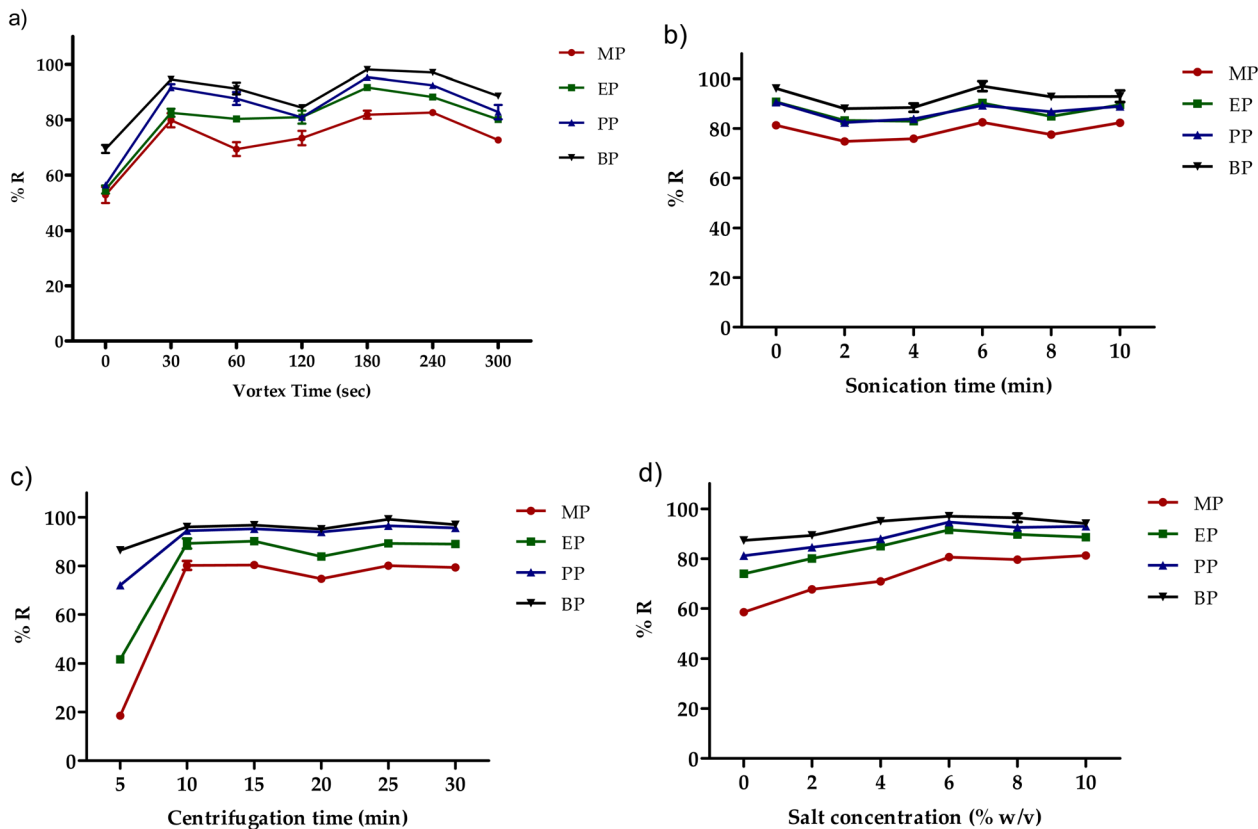 a)
% R
100
80
60
40
20
0
0 30 60 120 180 240 300
Vortex Time (sec)
MP
EP
PP
BP
b)
% R
100
80
60
40
20
0
0 2 4 6 8 10
Sonication time (min)
MP
EP
PP
BP
c)
% R
100
80
60
40
20
0
5 10 15 20 25 30
Centrifugation time (min)
MP
EP
PP
BP
d)
% R
100
80
60
40
20
0
0 2 4 6 8 10
Salt concentration (% w/v)
MP
EP
PP
BP